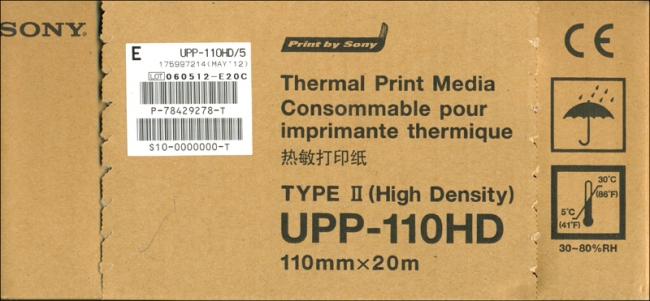 SONY
E
UPP-110HD/5
175997214(MAY'12)
LOT 060512-E20C
P-78429278-T
S10-0000000-T
Print by Sony
Thermal Print Media
Consommable pour
imprimante thermique
热敏打印纸
TYPE II (High Density)
UPP-110HD
110mm×20m
CE
30°C
(86°F)
5°C
(41°F)
30~80%RH